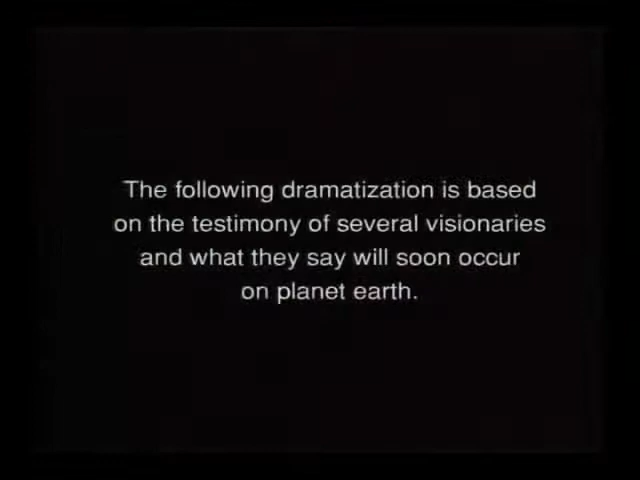 The following dramatization is based
on the testimony of several visionaries
and what they say will soon occur
on planet earth.